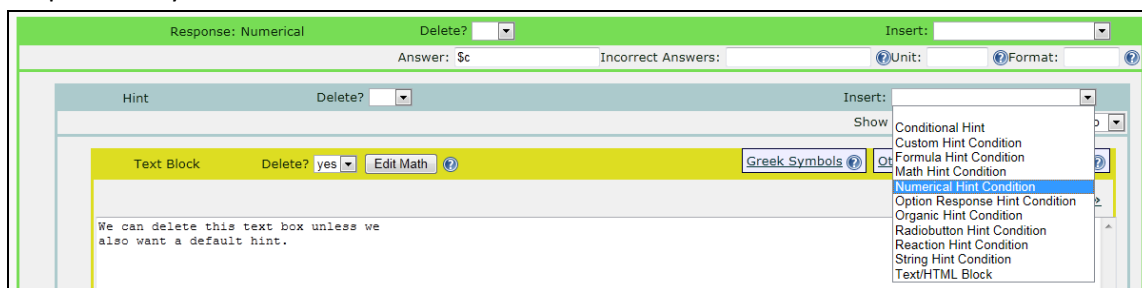 Response: Numerical Delete? Insert:
Answer: $c Incorrect Answers: Unit: Format:
Hint Delete? Insert:
Show
Conditional Hint
Custom Hint Condition
Formula Hint Condition
Math Hint Condition
Numerical Hint Condition
Option Response Hint Condition
Organic Hint Condition
Radiobutton Hint Condition
Reaction Hint Condition
String Hint Condition
Text/HTML Block
Text Block Delete? yes Edit Math Greek Symbols
We can delete this text box unless we
also want a default hint.